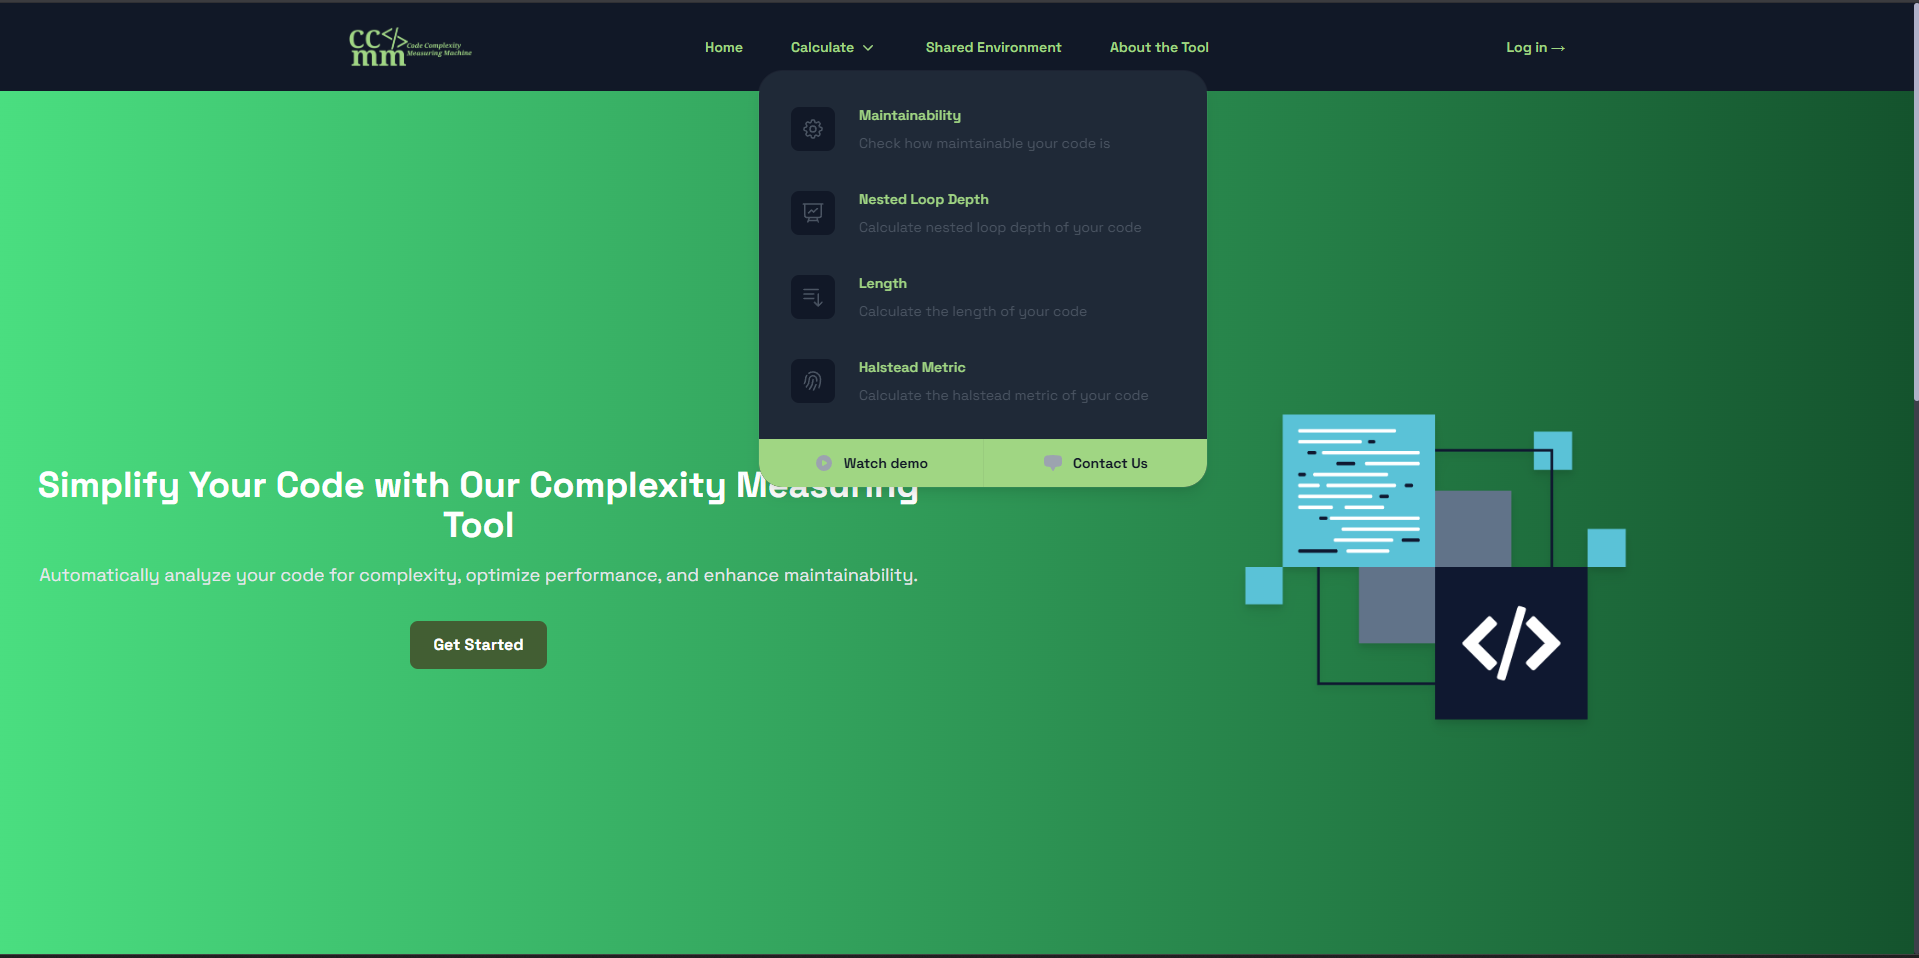 cc</>
mm
Code Complexity
Measuring Machine
Home
Calculate
Shared Environment
About the Tool
Log in →
Maintainability
Check how maintainable your code is
Nested Loop Depth
Calculate nested loop depth of your code
Length
Calculate the length of your code
Halstead Metric
Calculate the halstead metric of your code
Watch demo
Contact Us
Simplify Your Code with Our Complexity Measuring
Tool
Automatically analyze your code for complexity, optimize performance, and enhance maintainability.
Get Started
</>